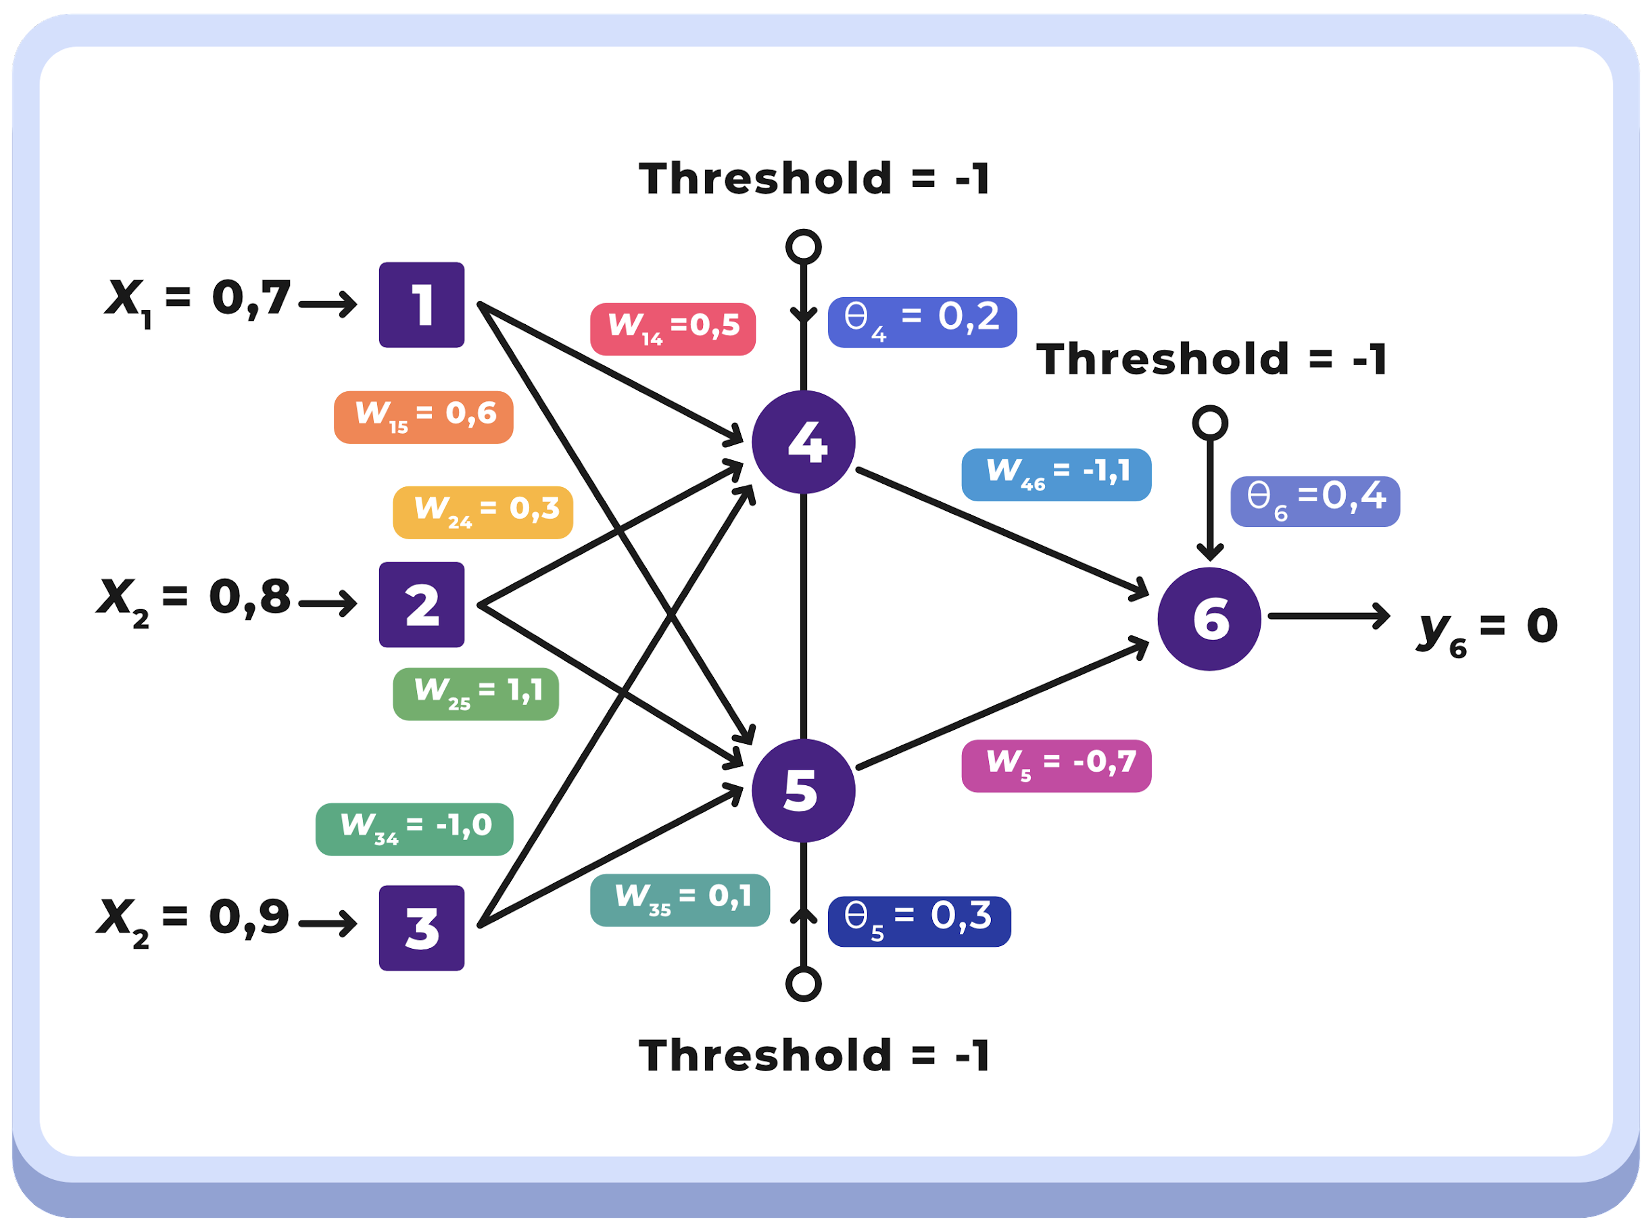 Threshold = -1
X1 = 0,7
1
W14 =0,5
Θ4 = 0,2
Threshold = -1
W15 = 0,6
4
W46 = -1,1
Θ6 =0,4
W24 = 0,3
X2 = 0,8
2
6
y6 = 0
W25 = 1,1
5
W5 = -0,7
W34 = -1,0
W35 = 0,1
Θ5 = 0,3
X2 = 0,9
3
Threshold = -1